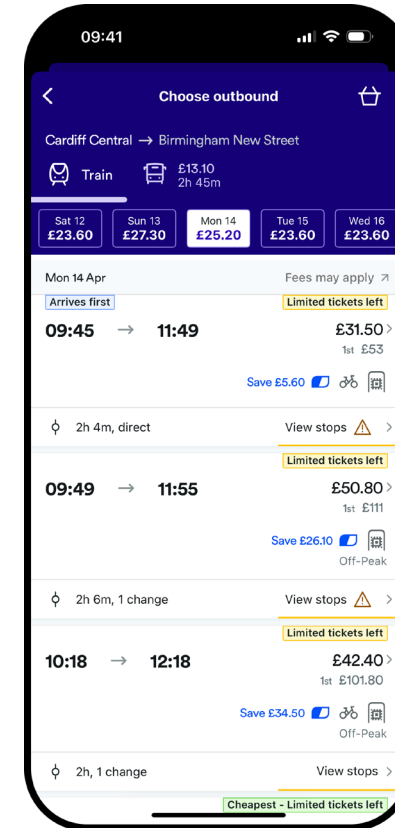 09:41
Choose outbound
Cardiff Central → Birmingham New Street
Train
£13.10
2h 45m
Sat 12
£23.60
Sun 13
£27.30
Mon 14
£25.20
Tue 15
£23.60
Wed 16
£23.60
Mon 14 Apr
Fees may apply
Arrives first
Limited tickets left
09:45 → 11:49
£31.50
1st £53
Save £5.60
2h 4m, direct
View stops
Limited tickets left
09:49 → 11:55
£50.80
1st £111
Save £26.10
Off-Peak
2h 6m, 1 change
View stops
Limited tickets left
10:18 → 12:18
£42.40
1st £101.80
Save £34.50
Off-Peak
2h, 1 change
View stops
Cheapest - Limited tickets left